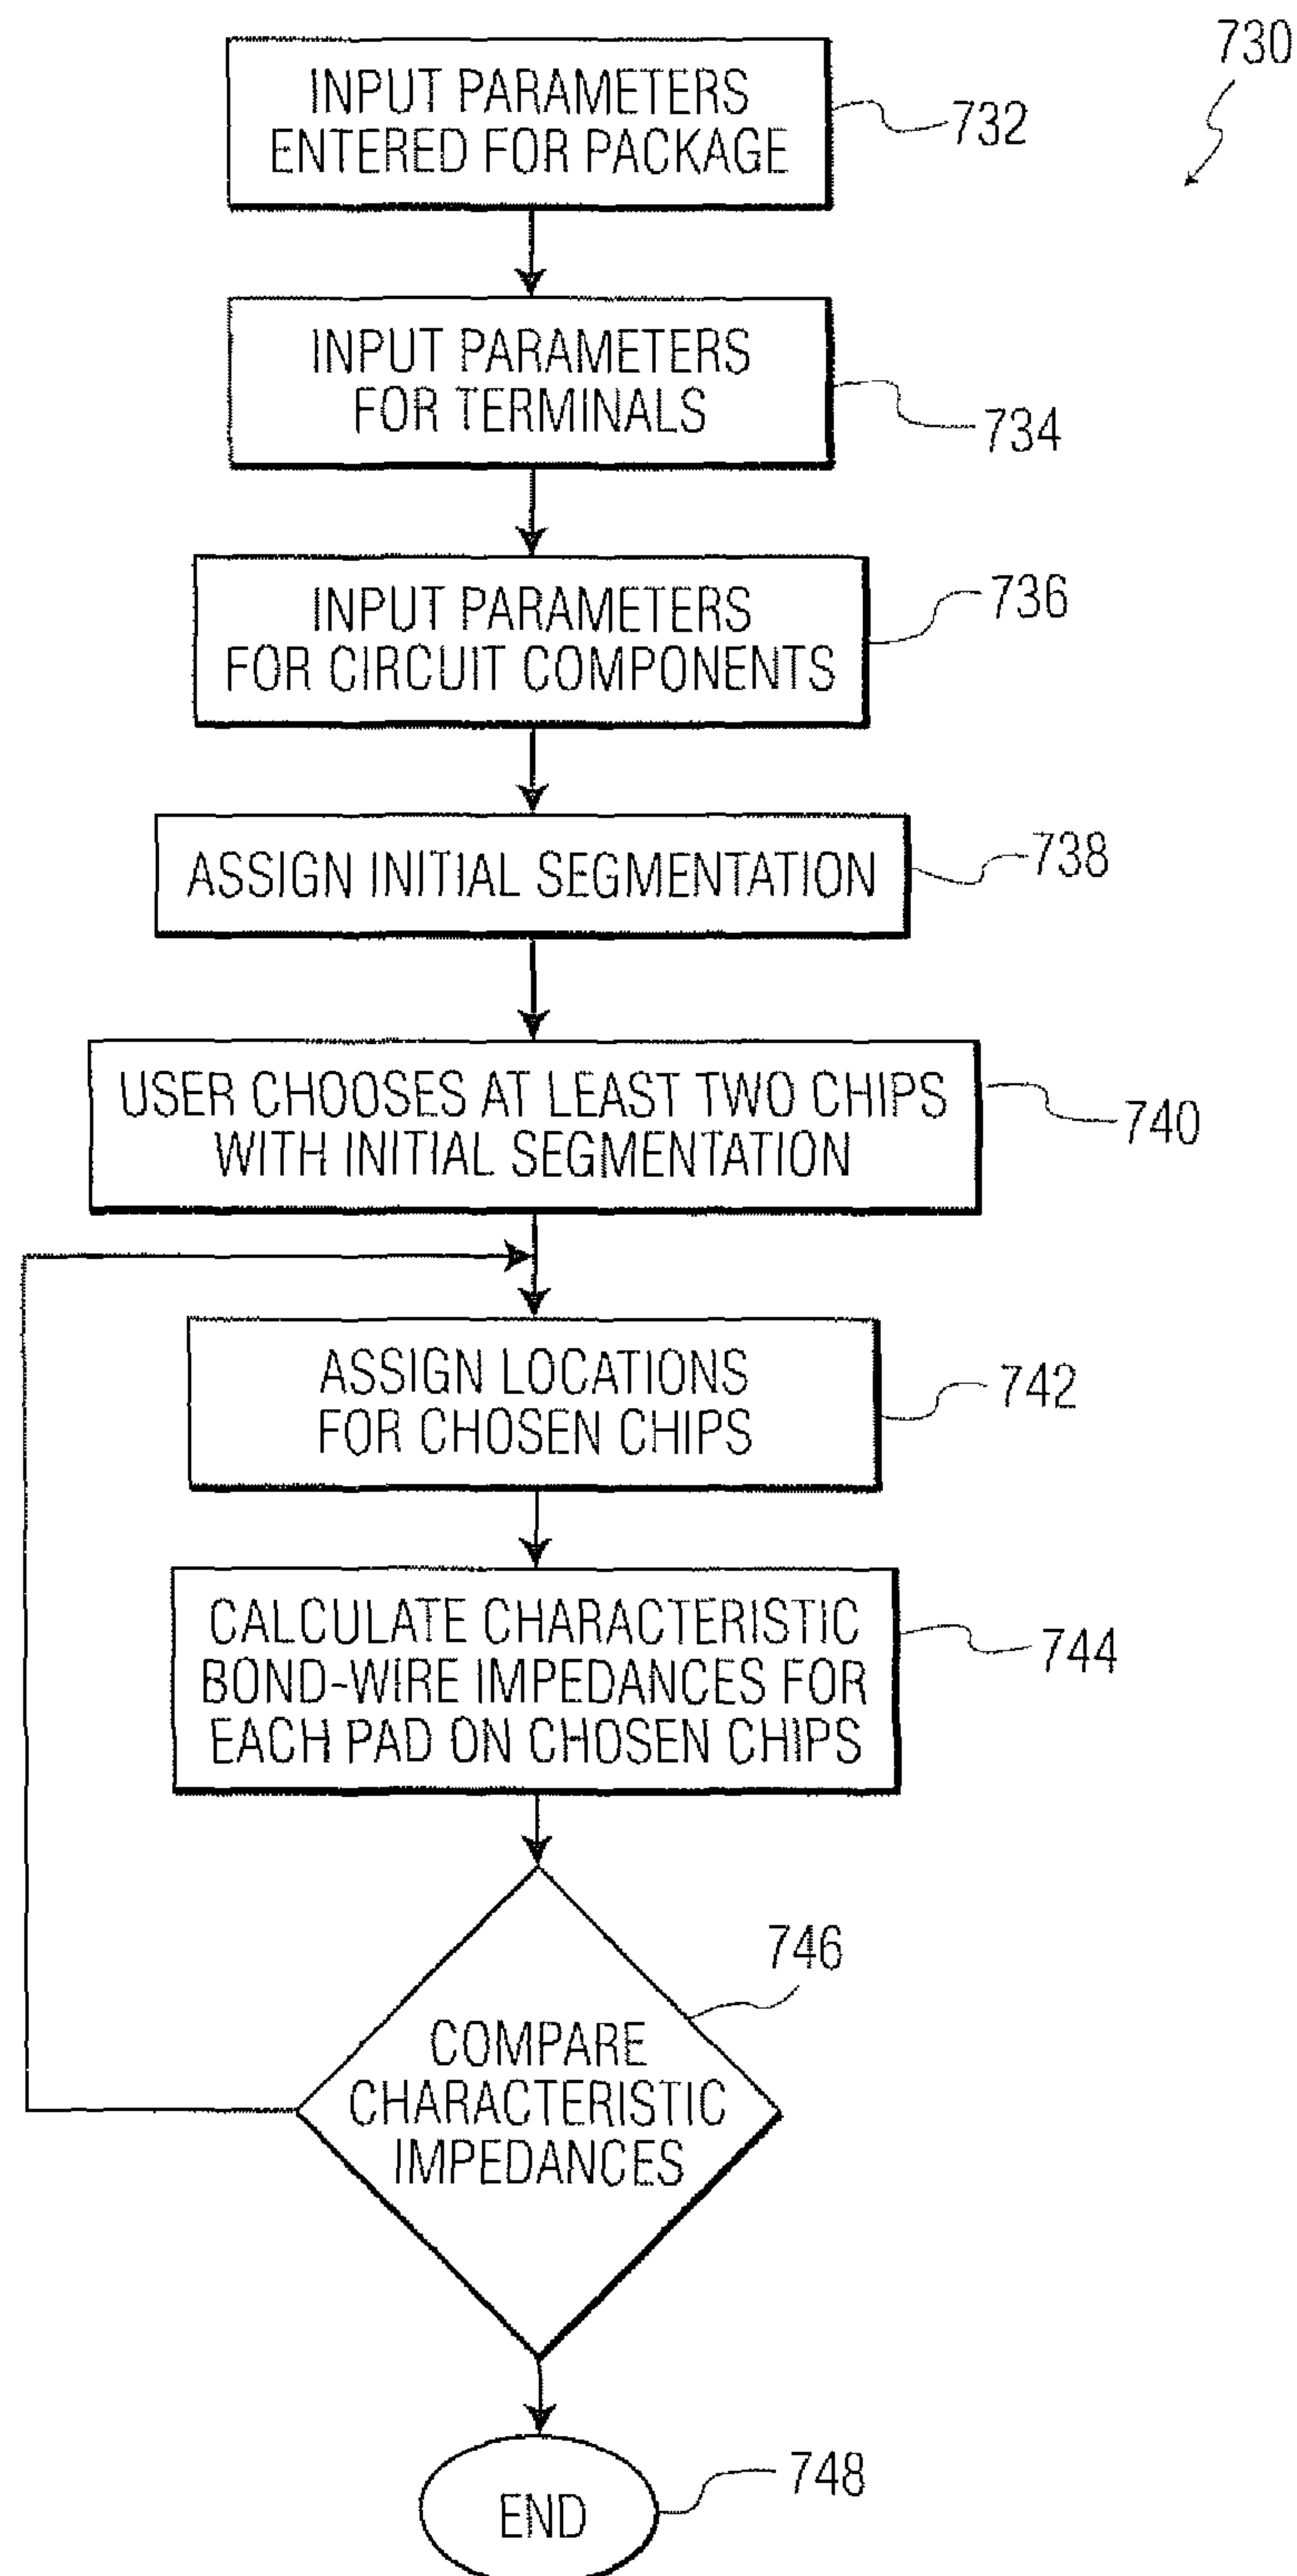 730
INPUT PARAMETERS
ENTERED FOR PACKAGE
732
INPUT PARAMETERS
FOR TERMINALS
734
INPUT PARAMETERS
FOR CIRCUIT COMPONENTS
736
ASSIGN INITIAL SEGMENTATION
738
USER CHOOSES AT LEAST TWO CHIPS
WITH INITIAL SEGMENTATION
740
ASSIGN LOCATIONS
FOR CHOSEN CHIPS
742
CALCULATE CHARACTERISTIC
BOND-WIRE IMPEDANCES FOR
EACH PAD ON CHOSEN CHIPS
744
746
COMPARE
CHARACTERISTIC
IMPEDANCES
748
END